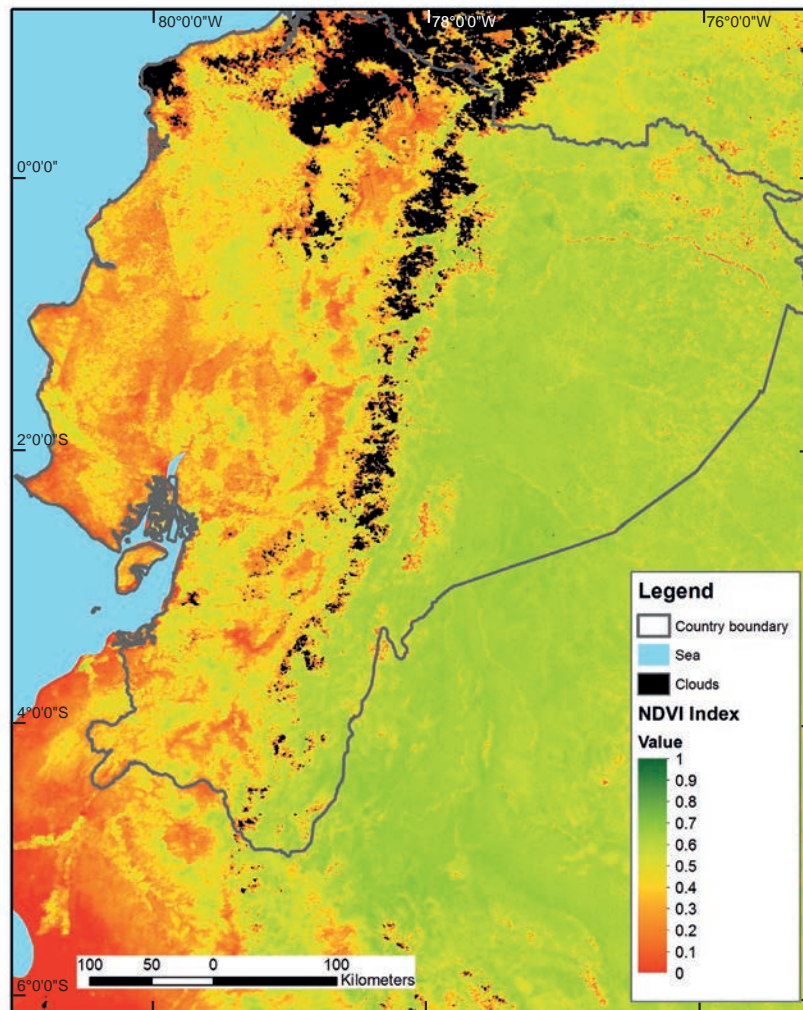 80°0'0"W
78°0'0"W
76°0'0"W
0°0'0"
2°0'0"S
4°0'0"S
6°0'0"S
Legend
Country boundary
Sea
Clouds
NDVI Index
Value
1
0.9
0.8
0.7
0.6
0.5
0.4
0.3
0.2
0.1
0
100 50 0 100
Kilometers